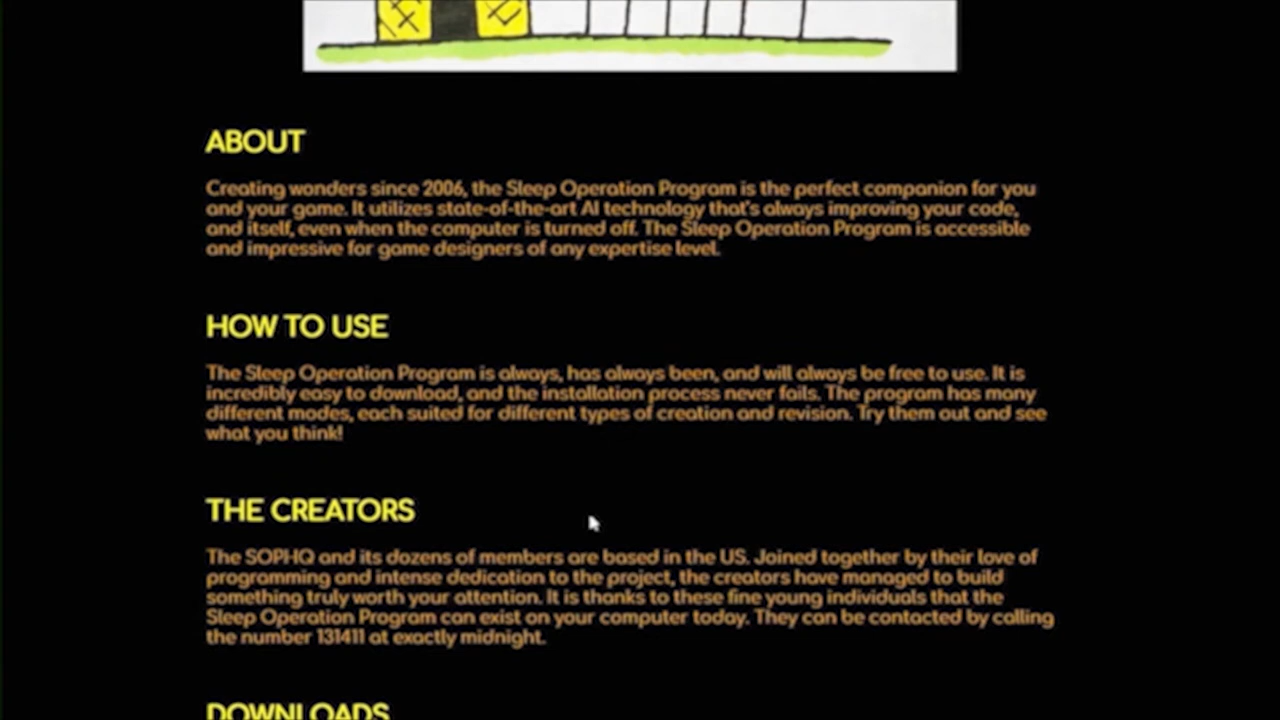 ABOUT
Creating wonders since 2006, the Sleep Operation Program is the perfect companion for you
and your game. It utilizes state-of-the-art AI technology that's always improving your code,
and itself, even when the computer is turned off. The Sleep Operation Program is accessible
and impressive for game designers of any expertise level.
HOW TO USE
The Sleep Operation Program is always, has always been, and will always be free to use. It is
incredibly easy to download, and the installation process never fails. The program has many
different modes, each suited for different types of creation and revision. Try them out and see
what you think!
THE CREATORS
The SOPHQ and its dozens of members are based in the US. Joined together by their love of
programming and intense dedication to the project, the creators have managed to build
something truly worth your attention. It is thanks to these fine young individuals that the
Sleep Operation Program can exist on your computer today. They can be contacted by calling
the number 131411 at exactly midnight.
DOWNLOADS